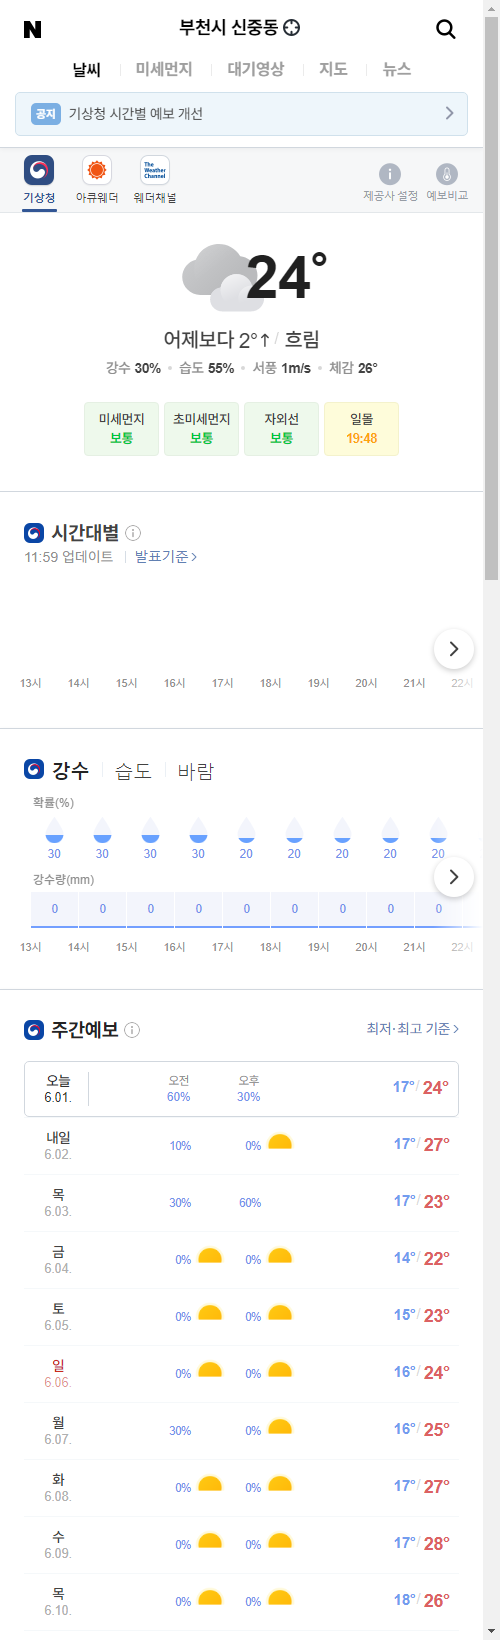 N
부천시 신중동
날씨 미세먼지 대기영상 지도 뉴스
공지 기상청 시간별 예보 개선
The Weather Channel
기상청 아큐웨더 웨더채널 제공사 설정 예보비교
24°
어제보다 2°↑ / 흐림
강수 30% • 습도 55% • 서풍 1m/s • 체감 26°
미세먼지 초미세먼지 자외선 일몰
보통 보통 보통 19:48
시간대별
11:59 업데이트 발표기준 >
13시 14시 15시 16시 17시 18시 19시 20시 21시 22시
강수 습도 바람
확률(%)
30 30 30 30 20 20 20 20 20
강수량(mm)
0 0 0 0 0 0 0 0 0
13시 14시 15시 16시 17시 18시 19시 20시 21시 22시
주간예보 최저·최고 기준 >
오늘 오전 오후
6.01. 60% 30% 17°/24°
내일
6.02. 10% 0% 17°/27°
목
6.03. 30% 60% 17°/23°
금
6.04. 0% 0% 14°/22°
토
6.05. 0% 0% 15°/23°
일
6.06. 0% 0% 16°/24°
월
6.07. 30% 0% 16°/25°
화
6.08. 0% 0% 17°/27°
수
6.09. 0% 0% 17°/28°
목
6.10. 0% 0% 18°/26°